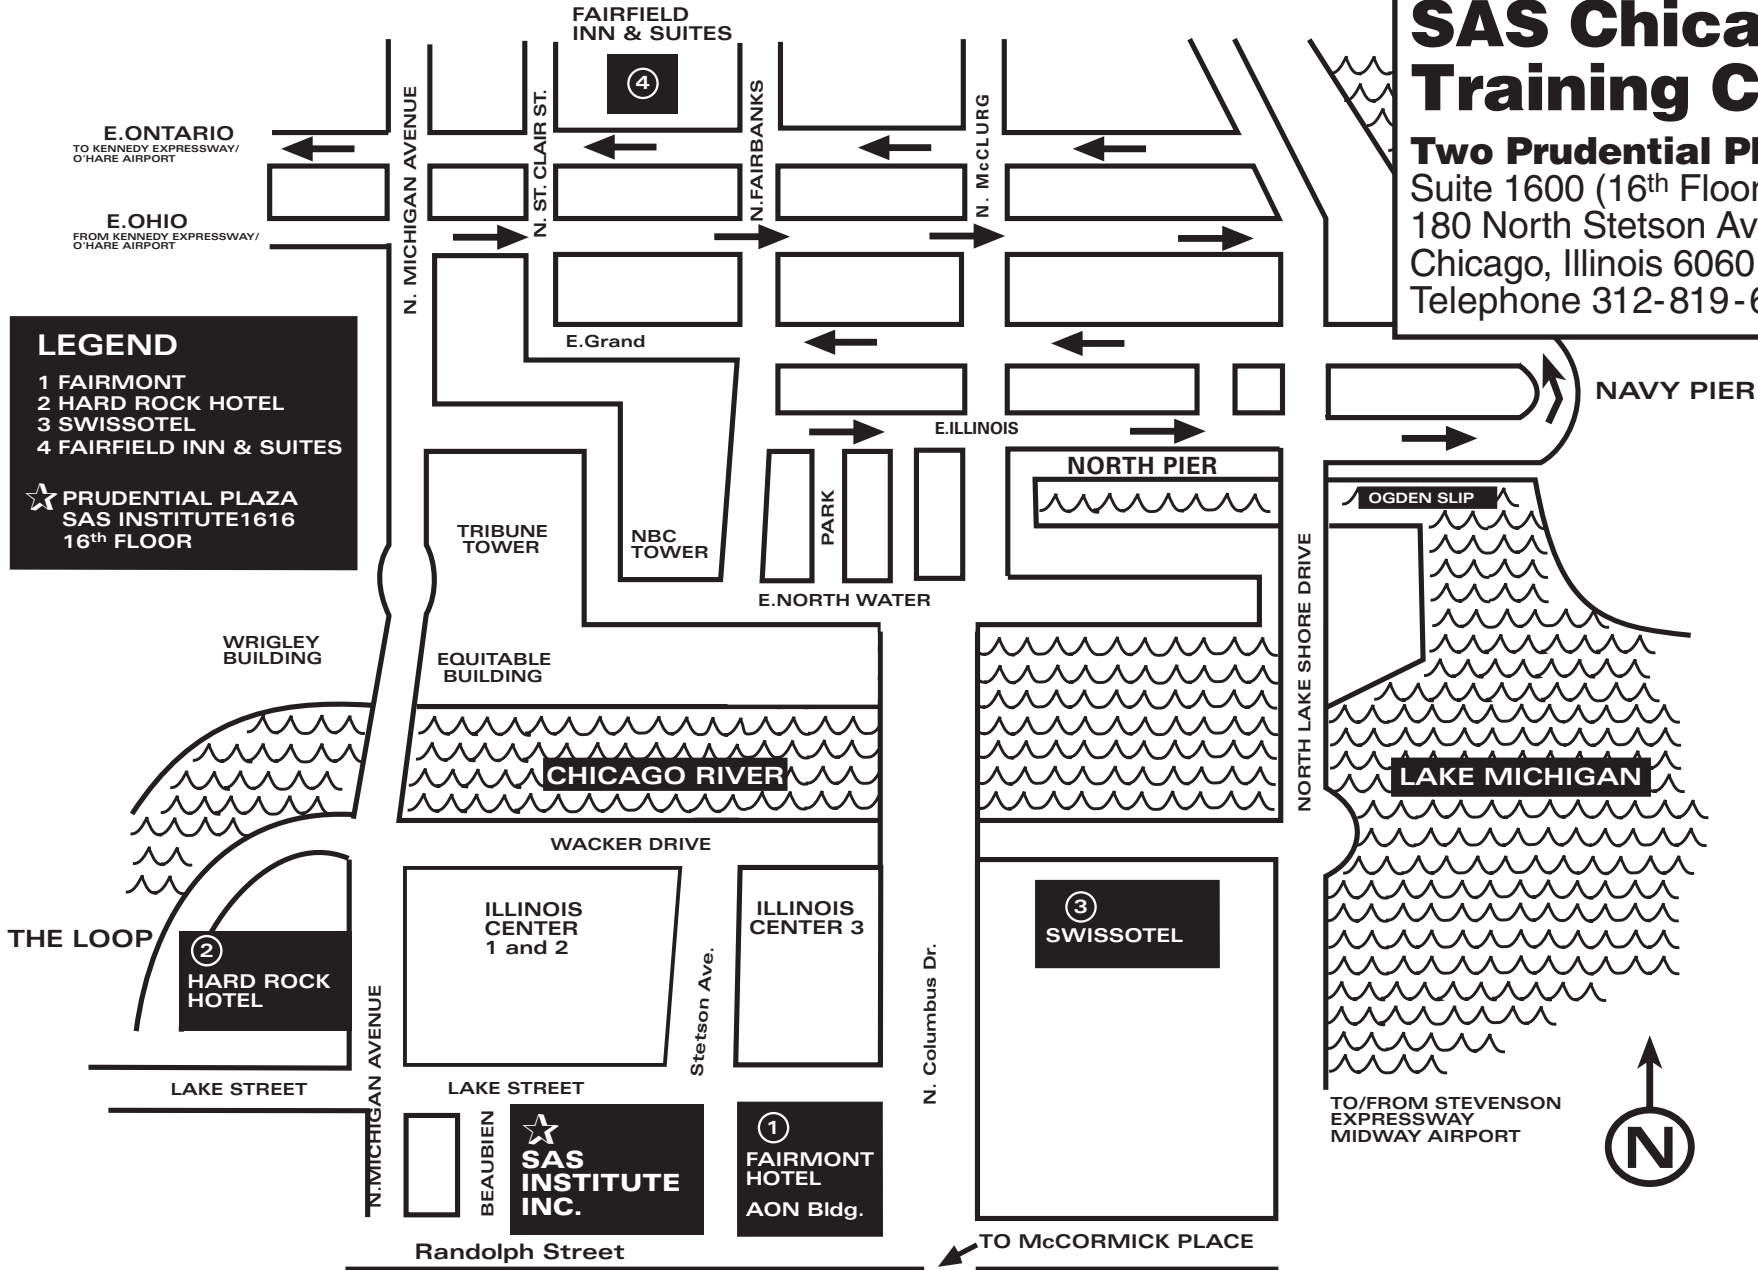 FAIRFIELD
INN & SUITES
4
SAS Chica
Training C
Two Prudential Pl
Suite 1600 (16th Floor
180 North Stetson Av
Chicago, Illinois 6060
Telephone 312-819-6
E.ONTARIO
TO KENNEDY EXPRESSWAY/
O'HARE AIRPORT
E.OHIO
FROM KENNEDY EXPRESSWAY/
O'HARE AIRPORT
N. MICHIGAN AVENUE
N. ST. CLAIR ST.
N.FAIRBANKS
N. McCLURG
LEGEND
1 FAIRMONT
2 HARD ROCK HOTEL
3 SWISSOTEL
4 FAIRFIELD INN & SUITES
PRUDENTIAL PLAZA
SAS INSTITUTE1616
16th FLOOR
E.Grand
NAVY PIER
E.ILLINOIS
NORTH PIER
OGDEN SLIP
TRIBUNE
TOWER
NBC
TOWER
PARK
E.NORTH WATER
NORTH LAKE SHORE DRIVE
WRIGLEY
BUILDING
EQUITABLE
BUILDING
CHICAGO RIVER
LAKE MICHIGAN
WACKER DRIVE
THE LOOP
2
HARD ROCK
HOTEL
ILLINOIS
CENTER
1 and 2
ILLINOIS
CENTER 3
3
SWISSOTEL
Stetson Ave.
N. Columbus Dr.
N.MICHIGAN AVENUE
LAKE STREET
LAKE STREET
BEAUBIEN
SAS
INSTITUTE
INC.
1
FAIRMONT
HOTEL
AON Bldg.
TO/FROM STEVENSON
EXPRESSWAY
MIDWAY AIRPORT
N
Randolph Street
TO McCORMICK PLACE